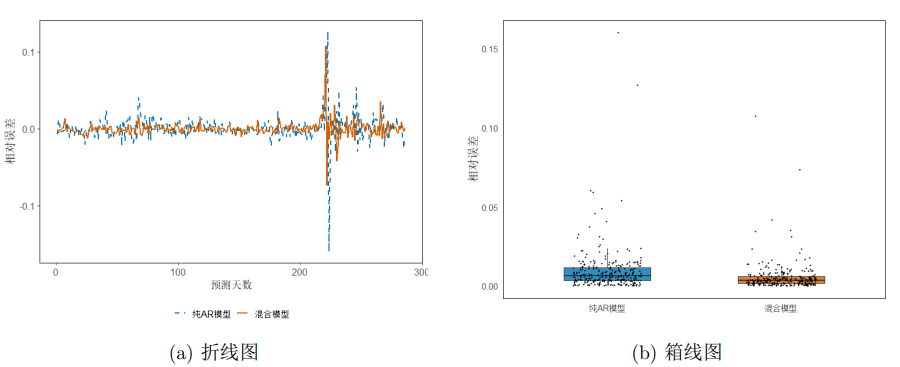 0.1
0.0
-0.1
相对误差
0
100
200
300
预测天数
纯AR模型
混合模型
(a) 折线图
0.15
0.10
0.05
0.00
相对误差
纯AR模型
混合模型
(b) 箱线图